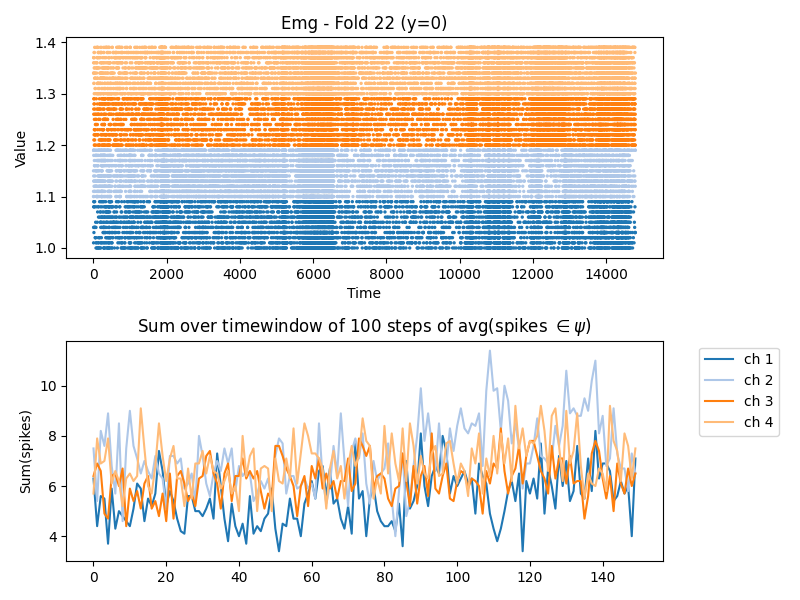 Emg - Fold 22 (y=0)
1.4
1.3
1.2
1.1
1.0
Value
0 2000 4000 6000 8000 10000 12000 14000
Time
Sum over timewindow of 100 steps of avg(spikes ∈ ψ)
10
8
6
4
Sum(spikes)
0 20 40 60 80 100 120 140
ch 1
ch 2
ch 3
ch 4